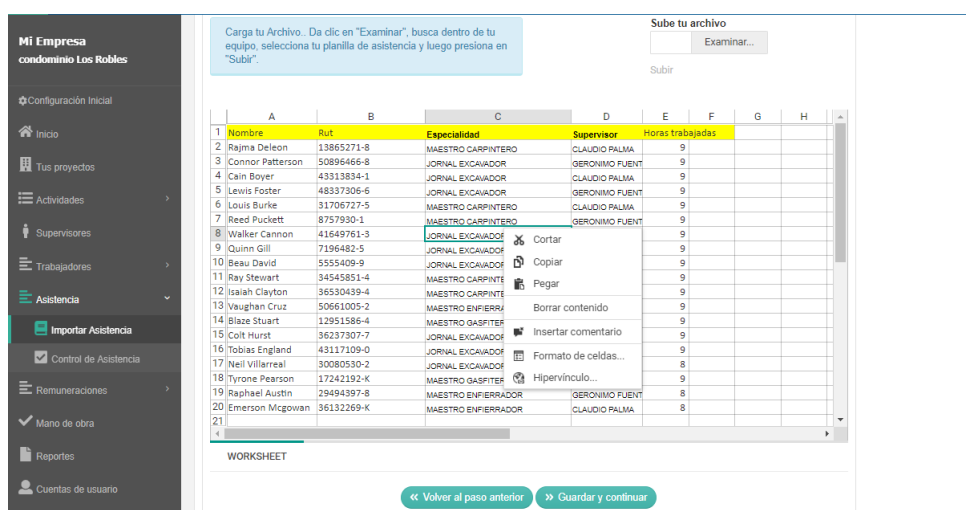 Mi Empresa
condominio Los Robles
Configuración Inicial
Inicio
Tus proyectos
Actividades
Supervisores
Trabajadores
Asistencia
Importar Asistencia
Control de Asistencia
Remuneraciones
Mano de obra
Reportes
Cuentas de usuario
Carga tu Archivo.. Da clic en "Examinar", busca dentro de tu
equipo, selecciona tu planilla de asistencia y luego presiona en
"Subir".
Sube tu archivo
Examinar...
Subir
A B C D E F G H
1 Nombre Rut Especialidad Supervisor Horas trabajadas
2 Rajma Deleon 13865271-8 MAESTRO CARPINTERO CLAUDIO PALMA 9
3 Connor Patterson 50896466-8 JORNAL EXCAVADOR GERONIMO FUENT 9
4 Cain Boyer 43313834-1 JORNAL EXCAVADOR CLAUDIO PALMA 9
5 Lewis Foster 48337306-6 JORNAL EXCAVADOR GERONIMO FUENT 9
6 Louis Burke 31706727-5 MAESTRO CARPINTERO CLAUDIO PALMA 9
7 Reed Puckett 8757930-1 MAESTRO CARPINTERO GERONIMO FUENT 9
8 Walker Cannon 41649761-3 JORNAL EXCAVADOR 9
9 Quinn Gill 7196482-5 JORNAL EXCAVADOR 9
10 Beau David 5555409-9 JORNAL EXCAVADOR 9
11 Ray Stewart 34545851-4 MAESTRO CARPINTE 9
12 Isaiah Clayton 36530439-4 MAESTRO CARPINTE 9
13 Vaughan Cruz 50661005-2 MAESTRO ENFIERRA 9
14 Blaze Stuart 12951586-4 MAESTRO GASFITER 9
15 Colt Hurst 36237307-7 JORNAL EXCAVADOR 9
16 Tobias England 43117109-0 JORNAL EXCAVADOR 9
17 Neil Villarreal 30080530-2 JORNAL EXCAVADOR 8
18 Tyrone Pearson 17242192-K MAESTRO GASFITER 9
19 Raphael Austin 29494397-8 MAESTRO ENFIERRADOR GERONIMO FUENT 8
20 Emerson Mcgowan 36132269-K MAESTRO ENFIERRADOR CLAUDIO PALMA 8
21
Cortar
Copiar
Pegar
Borrar contenido
Insertar comentario
Formato de celdas...
Hipervínculo...
WORKSHEET
Volver al paso anterior
Guardar y continuar